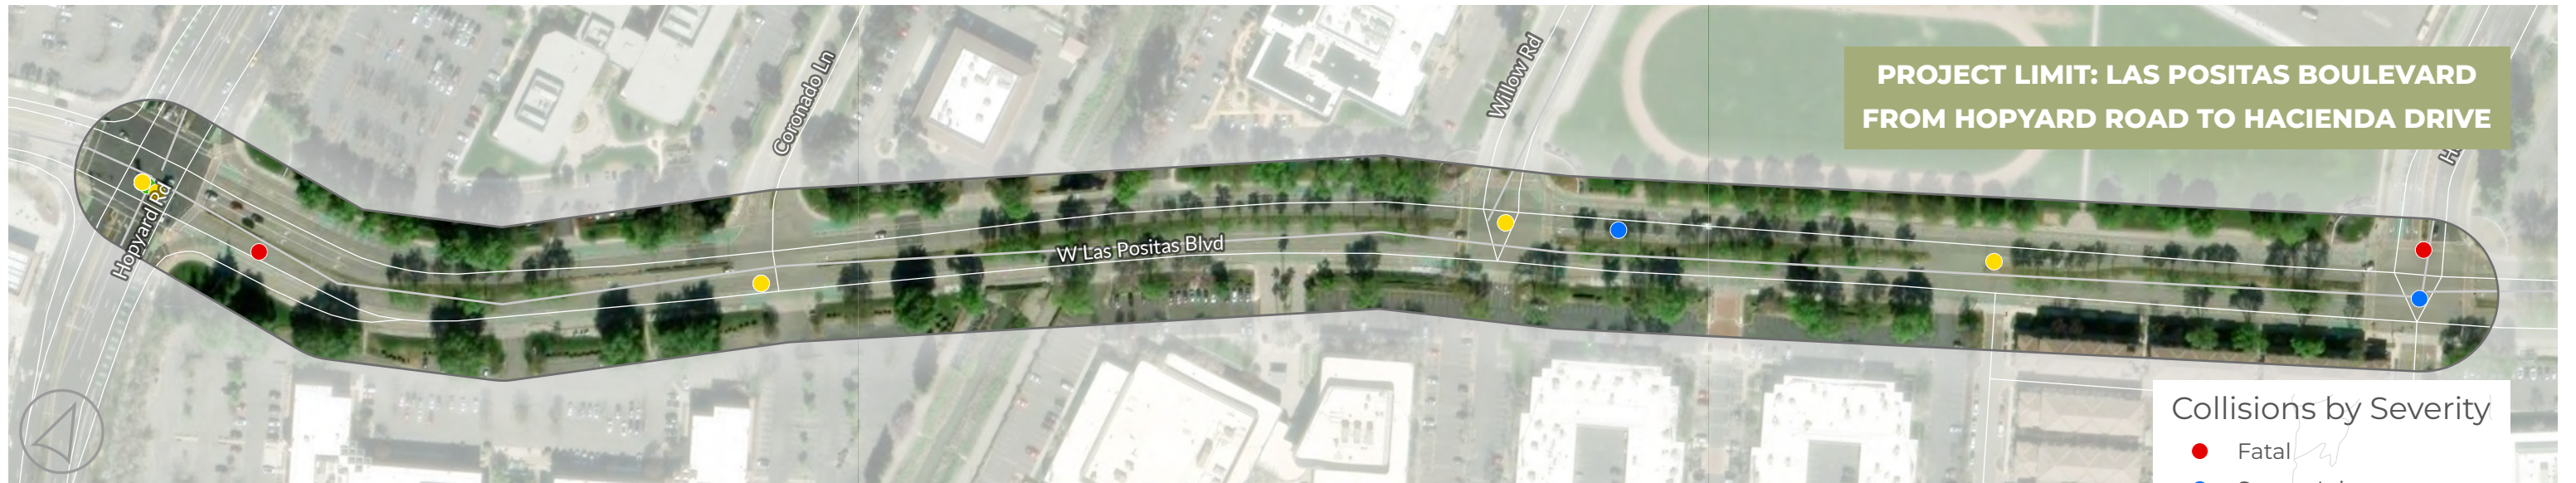 PROJECT LIMIT: LAS POSITAS BOULEVARD
FROM HOPYARD ROAD TO HACIENDA DRIVE
Hopyard Rd
Coronado Ln
W Las Positas Blvd
Willow Rd
Collisions by Severity
Fatal